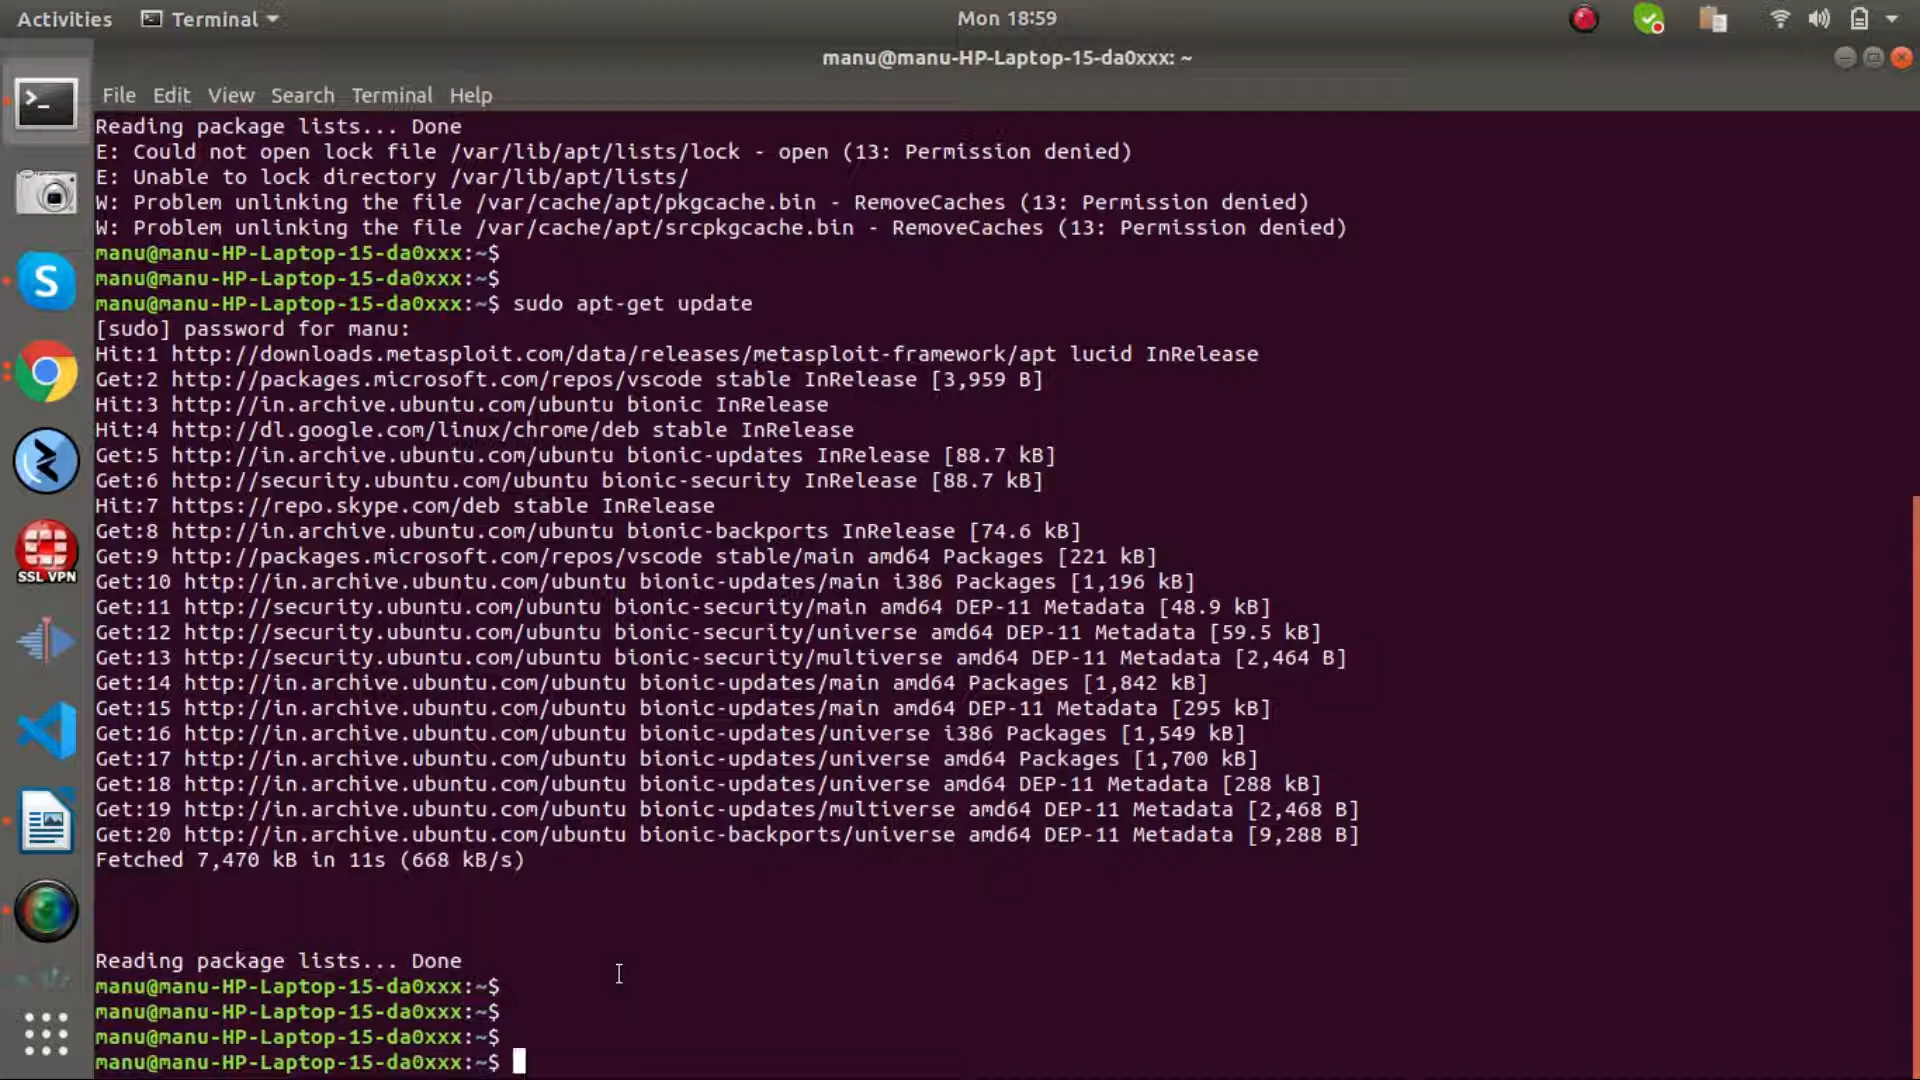 Activities Terminal Mon 18:59
manu@manu-HP-Laptop-15-da0xxx: ~
File Edit View Search Terminal Help
Reading package lists... Done
E: Could not open lock file /var/lib/apt/lists/lock - open (13: Permission denied)
E: Unable to lock directory /var/lib/apt/lists/
W: Problem unlinking the file /var/cache/apt/pkgcache.bin - RemoveCaches (13: Permission denied)
W: Problem unlinking the file /var/cache/apt/srcpkgcache.bin - RemoveCaches (13: Permission denied)
manu@manu-HP-Laptop-15-da0xxx:~$
manu@manu-HP-Laptop-15-da0xxx:~$
manu@manu-HP-Laptop-15-da0xxx:~$ sudo apt-get update
[sudo] password for manu:
Hit:1 http://downloads.metasploit.com/data/releases/metasploit-framework/apt lucid InRelease
Get:2 http://packages.microsoft.com/repos/vscode stable InRelease [3,959 B]
Hit:3 http://in.archive.ubuntu.com/ubuntu bionic InRelease
Hit:4 http://dl.google.com/linux/chrome/deb stable InRelease
Get:5 http://in.archive.ubuntu.com/ubuntu bionic-updates InRelease [88.7 kB]
Get:6 http://security.ubuntu.com/ubuntu bionic-security InRelease [88.7 kB]
Hit:7 https://repo.skype.com/deb stable InRelease
Get:8 http://in.archive.ubuntu.com/ubuntu bionic-backports InRelease [74.6 kB]
Get:9 http://packages.microsoft.com/repos/vscode stable/main amd64 Packages [221 kB]
Get:10 http://in.archive.ubuntu.com/ubuntu bionic-updates/main i386 Packages [1,196 kB]
Get:11 http://security.ubuntu.com/ubuntu bionic-security/main amd64 DEP-11 Metadata [48.9 kB]
Get:12 http://security.ubuntu.com/ubuntu bionic-security/universe amd64 DEP-11 Metadata [59.5 kB]
Get:13 http://security.ubuntu.com/ubuntu bionic-security/multiverse amd64 DEP-11 Metadata [2,464 B]
Get:14 http://in.archive.ubuntu.com/ubuntu bionic-updates/main amd64 Packages [1,842 kB]
Get:15 http://in.archive.ubuntu.com/ubuntu bionic-updates/main amd64 DEP-11 Metadata [295 kB]
Get:16 http://in.archive.ubuntu.com/ubuntu bionic-updates/universe i386 Packages [1,549 kB]
Get:17 http://in.archive.ubuntu.com/ubuntu bionic-updates/universe amd64 Packages [1,700 kB]
Get:18 http://in.archive.ubuntu.com/ubuntu bionic-updates/universe amd64 DEP-11 Metadata [288 kB]
Get:19 http://in.archive.ubuntu.com/ubuntu bionic-updates/multiverse amd64 DEP-11 Metadata [2,468 B]
Get:20 http://in.archive.ubuntu.com/ubuntu bionic-backports/universe amd64 DEP-11 Metadata [9,288 B]
Fetched 7,470 kB in 11s (668 kB/s)
Reading package lists... Done
manu@manu-HP-Laptop-15-da0xxx:~$
manu@manu-HP-Laptop-15-da0xxx:~$
manu@manu-HP-Laptop-15-da0xxx:~$
manu@manu-HP-Laptop-15-da0xxx:~$
SSL VPN